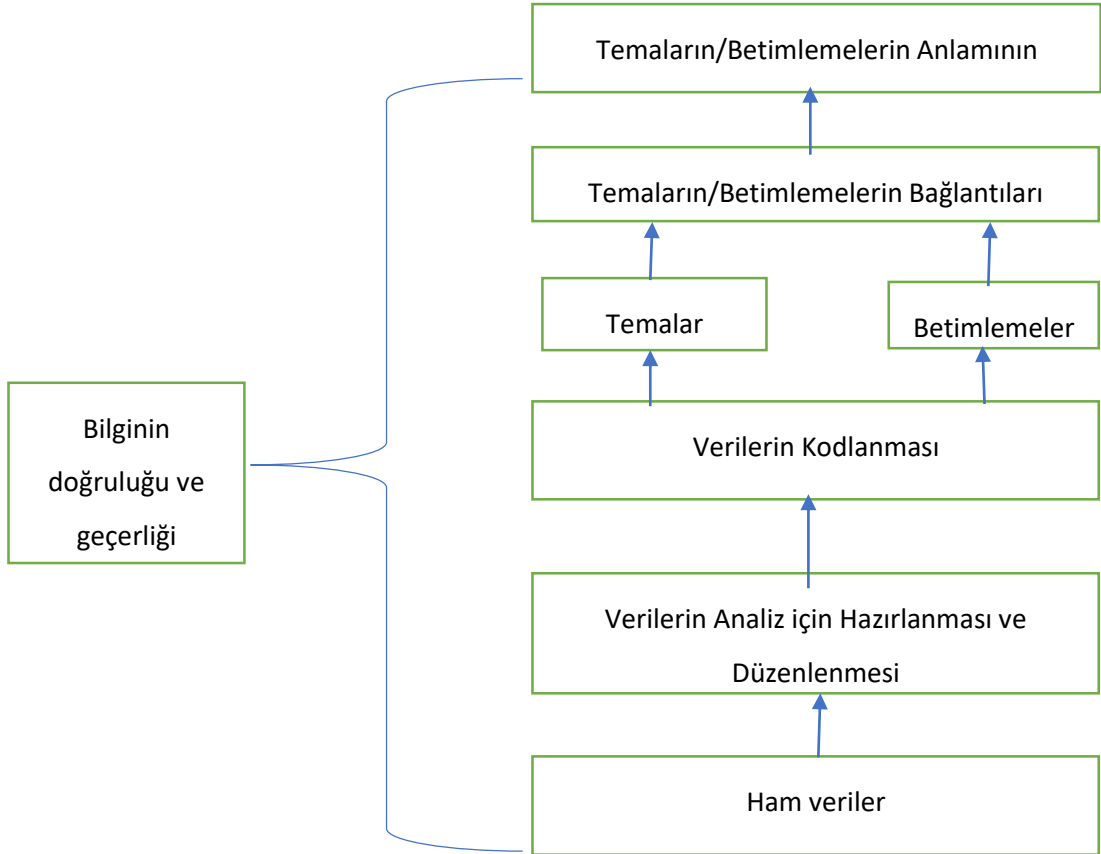 Temaların/Betimlemelerin Anlamının
Temaların/Betimlemelerin Bağlantıları
Temalar
Betimlemeler
Bilginin
doğruluğu ve
geçerliği
Verilerin Kodlanması
Verilerin Analiz için Hazırlanması ve
Düzenlenmesi
Ham veriler